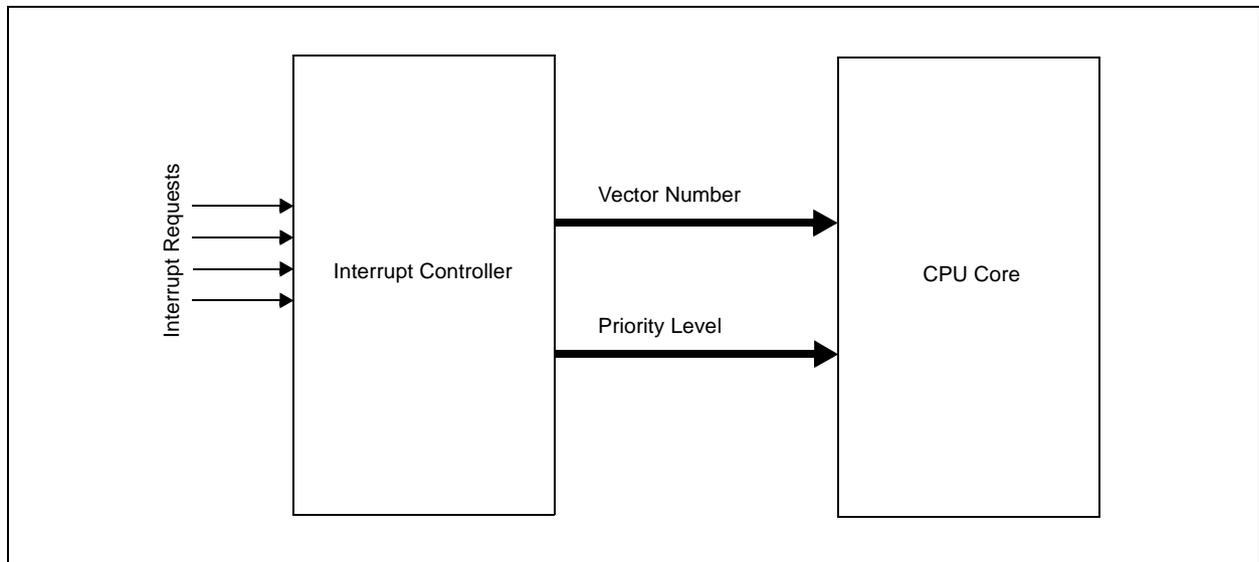 Interrupt Requests
Interrupt Controller
Vector Number
Priority Level
CPU Core